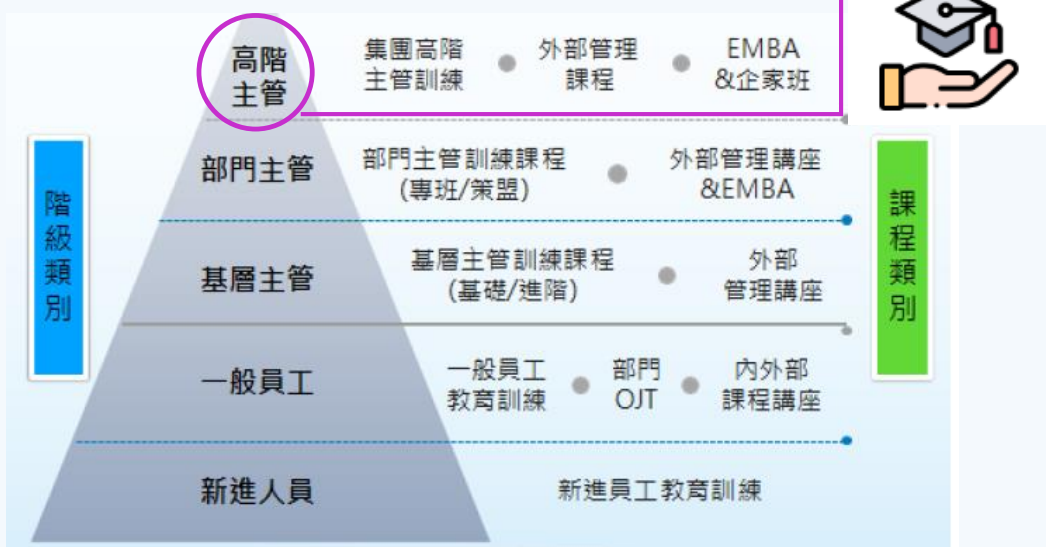 高階
主管
集團高階
主管訓練
外部管理
課程
EMBA
&企家班
部門主管
部門主管訓練課程
(專班/策盟)
外部管理講座
&EMBA
階級類別
課程類別
基層主管
基層主管訓練課程
(基礎/進階)
外部
管理講座
一般員工
一般員工
教育訓練
部門
OJT
內外部
課程講座
新進人員
新進員工教育訓練